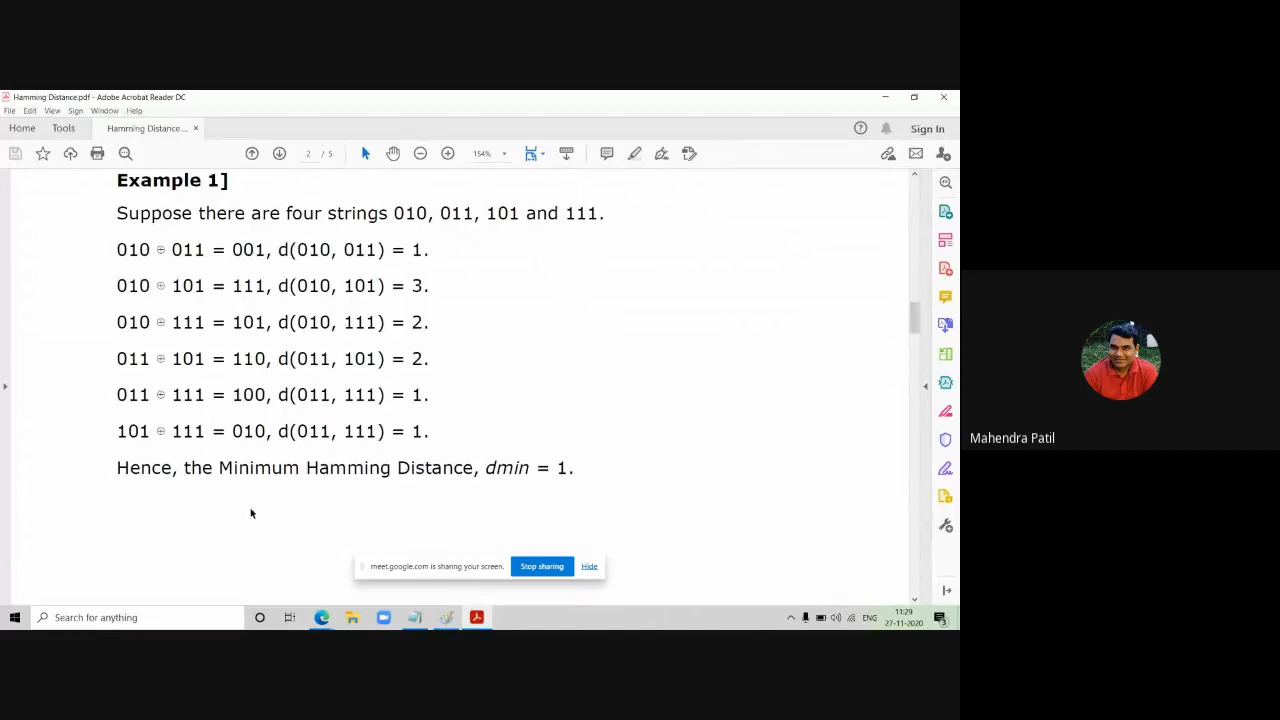 Hamming Distance.pdf - Adobe Acrobat Reader DC
File Edit View Sign Window Help
Home Tools Hamming Distance... × Sign In
2 / 5 154%
Example 1]
Suppose there are four strings 010, 011, 101 and 111.
010 ⊕ 011 = 001, d(010, 011) = 1.
010 ⊕ 101 = 111, d(010, 101) = 3.
010 ⊕ 111 = 101, d(010, 111) = 2.
011 ⊕ 101 = 110, d(011, 101) = 2.
011 ⊕ 111 = 100, d(011, 111) = 1.
101 ⊕ 111 = 010, d(011, 111) = 1.
Hence, the Minimum Hamming Distance, dmin = 1.
Mahendra Patil
meet.google.com is sharing your screen. Stop sharing Hide
Search for anything
ENG 11:29
27-11-2020
3